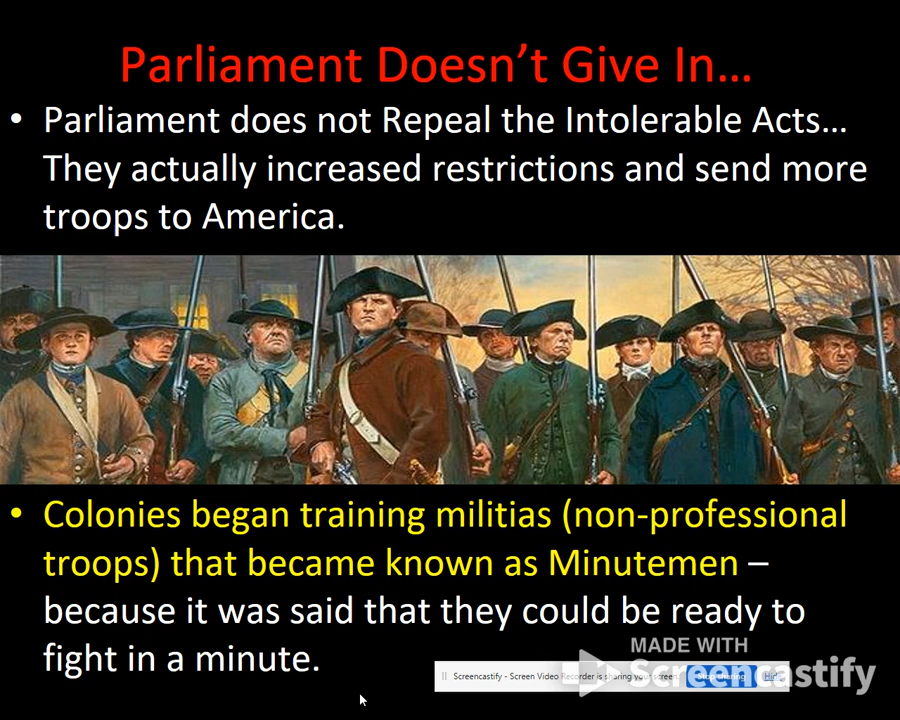 Parliament Doesn't Give In...
• Parliament does not Repeal the Intolerable Acts...
They actually increased restrictions and send more
troops to America.
• Colonies began training militias (non-professional
troops) that became known as Minutemen –
because it was said that they could be ready to
fight in a minute.
MADE WITH
Screencastify
Screencastify - Screen Video Recorder is sharing your screen.
Stop sharing
Hide